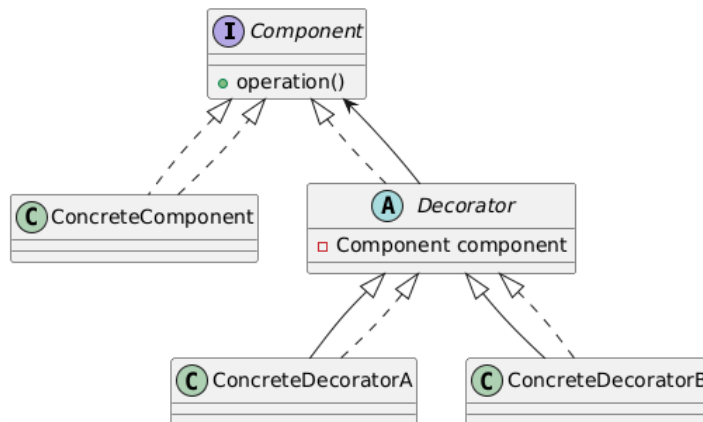 I Component
operation()
C ConcreteComponent
A Decorator
Component component
C ConcreteDecoratorA
C ConcreteDecoratorB